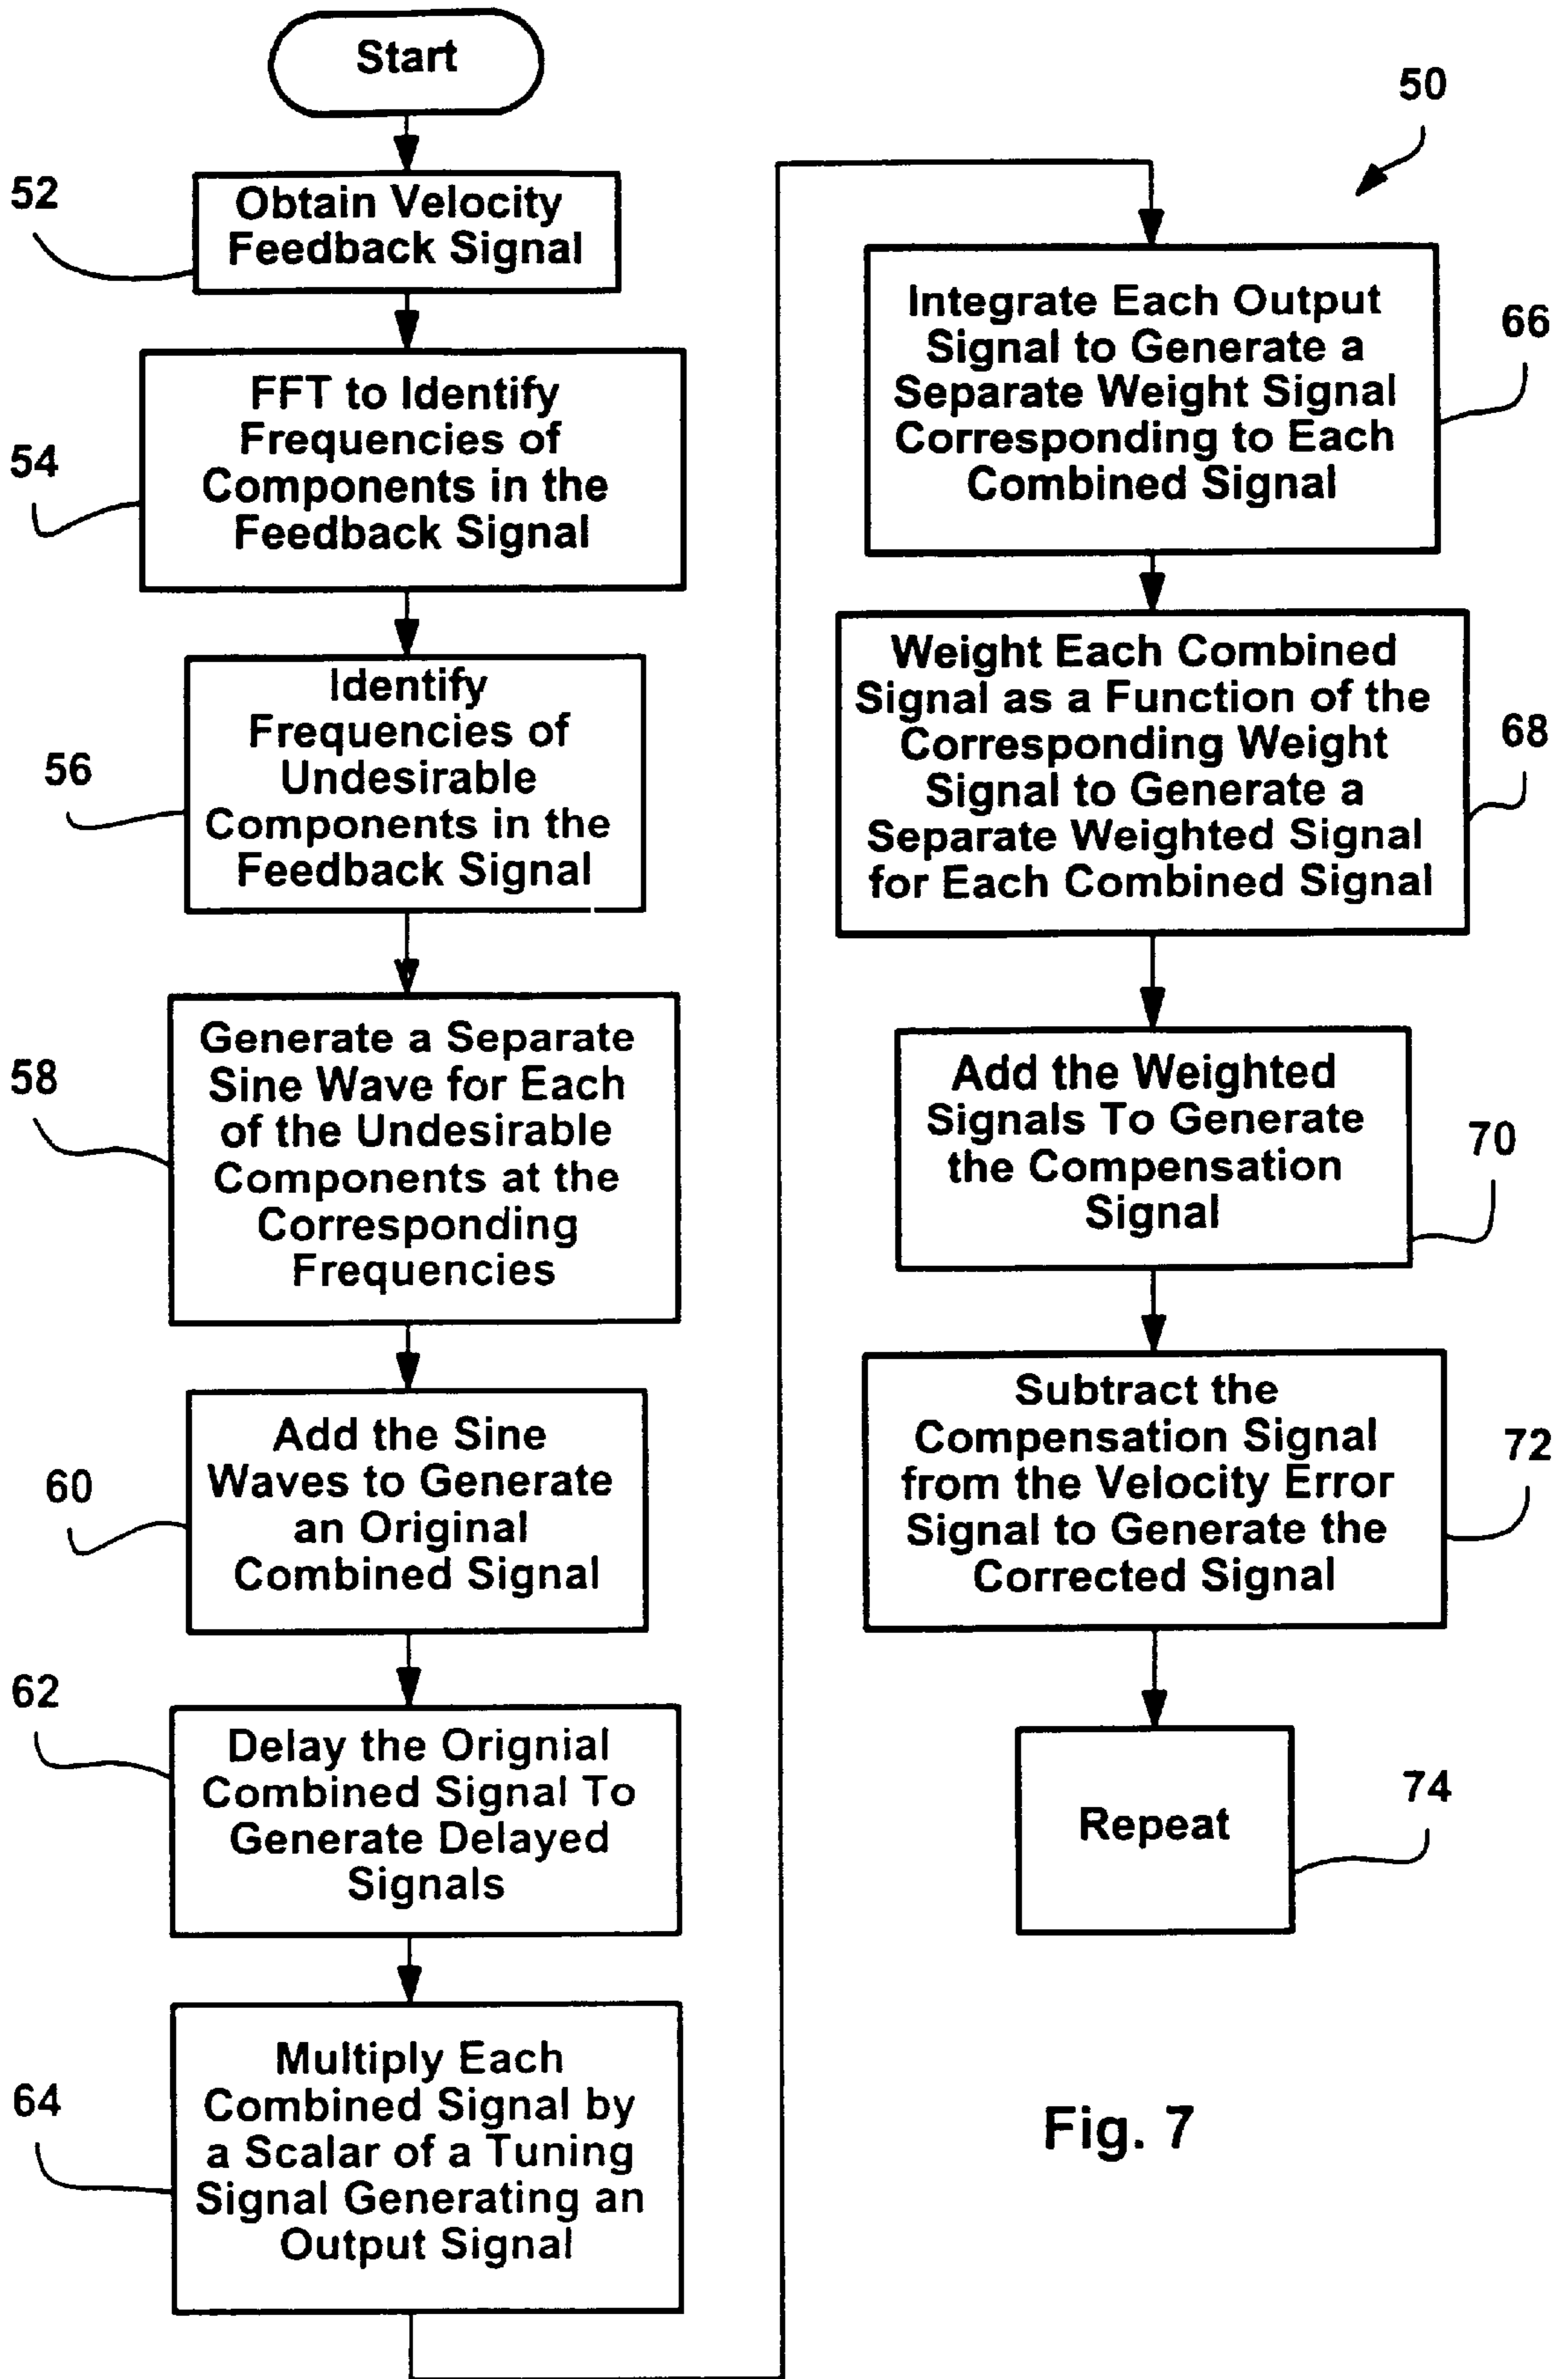 Start
52
Obtain Velocity
Feedback Signal
54
FFT to Identify
Frequencies of
Components in the
Feedback Signal
56
Identify
Frequencies of
Undesirable
Components in the
Feedback Signal
58
Generate a Separate
Sine Wave for Each
of the Undesirable
Components at the
Corresponding
Frequencies
60
Add the Sine
Waves to Generate
an Original
Combined Signal
62
Delay the Orignial
Combined Signal To
Generate Delayed
Signals
64
Multiply Each
Combined Signal by
a Scalar of a Tuning
Signal Generating an
Output Signal
50
Integrate Each Output
Signal to Generate a
Separate Weight Signal
Corresponding to Each
Combined Signal
66
Weight Each Combined
Signal as a Function of the
Corresponding Weight
Signal to Generate a
Separate Weighted Signal
for Each Combined Signal
68
Add the Weighted
Signals To Generate
the Compensation
Signal
70
Subtract the
Compensation Signal
from the Velocity Error
Signal to Generate the
Corrected Signal
72
Repeat
74
Fig. 7